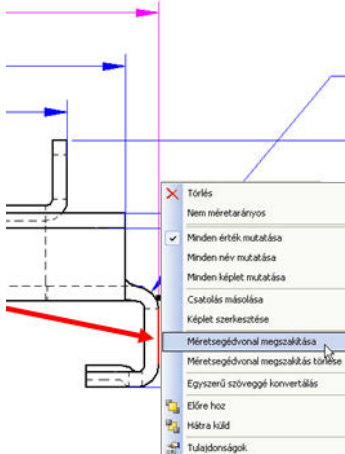 Törlés
Nem méretarányos
Minden érték mutatása
Minden név mutatása
Minden képlet mutatása
Csatolás másolása
Képlet szerkesztése
Méretsegédvonal megszakítása
Méretsegédvonal megszakítás törlése
Egyszerű szöveggé konvertálás
Előre hoz
Hátra küld
Tulajdonságok